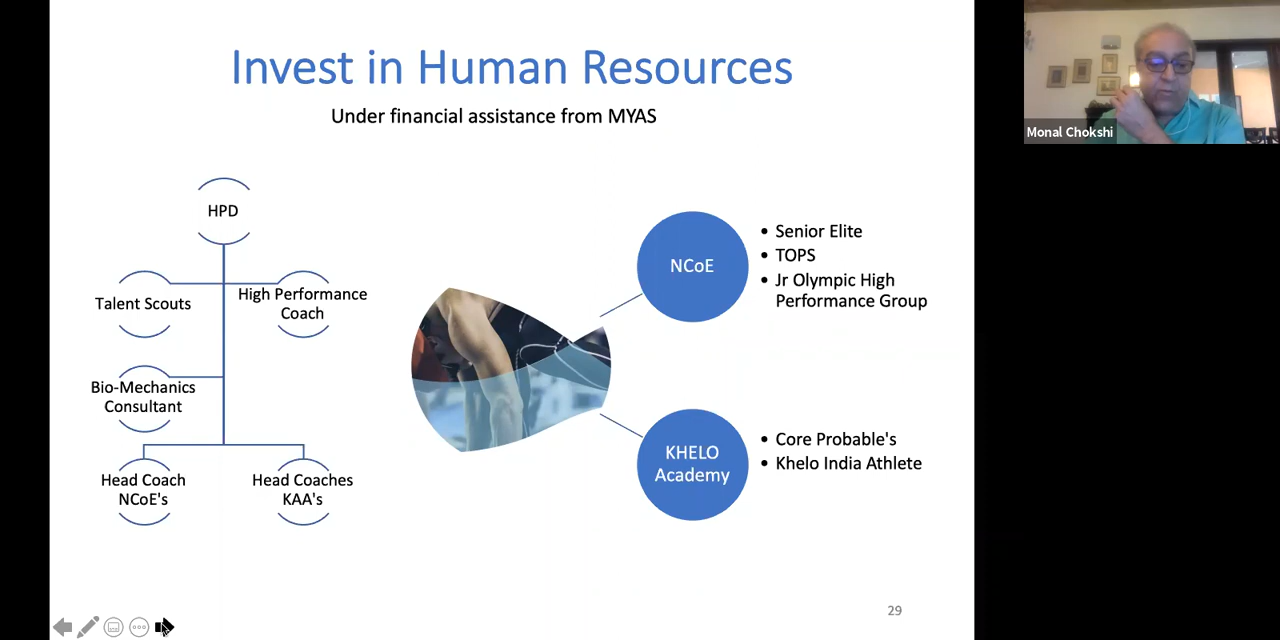 Invest in Human Resources
Under financial assistance from MYAS
HPD
Talent Scouts
High Performance
Coach
Bio-Mechanics
Consultant
Head Coach
NCoE's
Head Coaches
KAA's
NCoE
• Senior Elite
• TOPS
• Jr Olympic High
Performance Group
KHELO
Academy
• Core Probable's
• Khelo India Athlete
29
Monal Chokshi